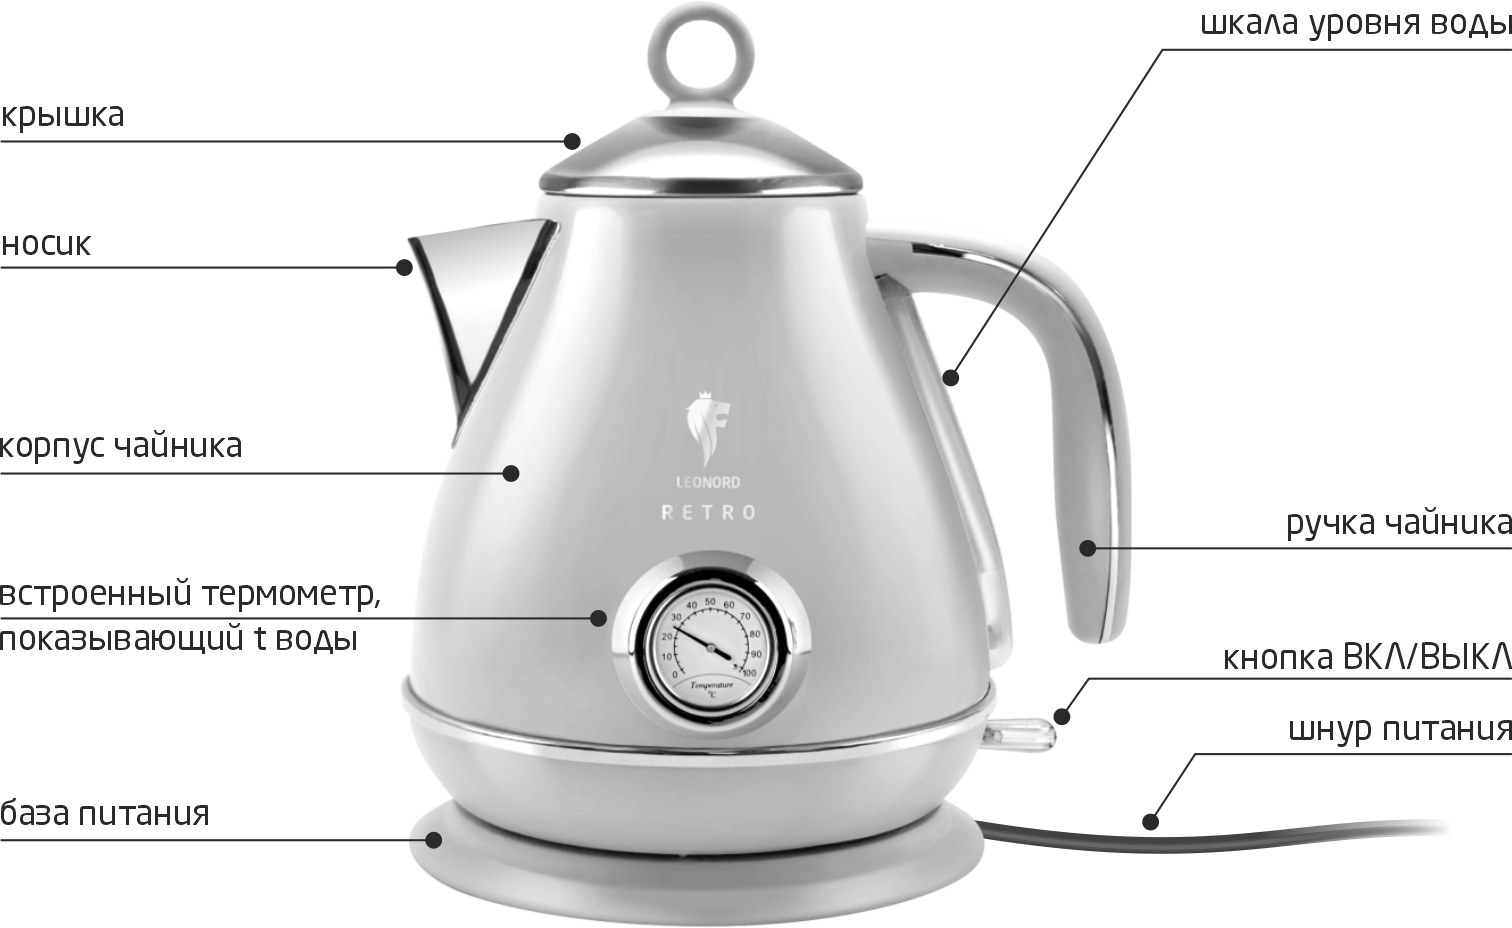 шкала уровня воды
крышка
носик
корпус чайника
LEONORD
RETRO
ручка чайника
встроенный термометр,
показывающий t воды
0 10 20 30 40 50 60 70 80 90 100
Temperature
°C
кнопка ВКЛ/ВЫКЛ
шнур питания
база питания